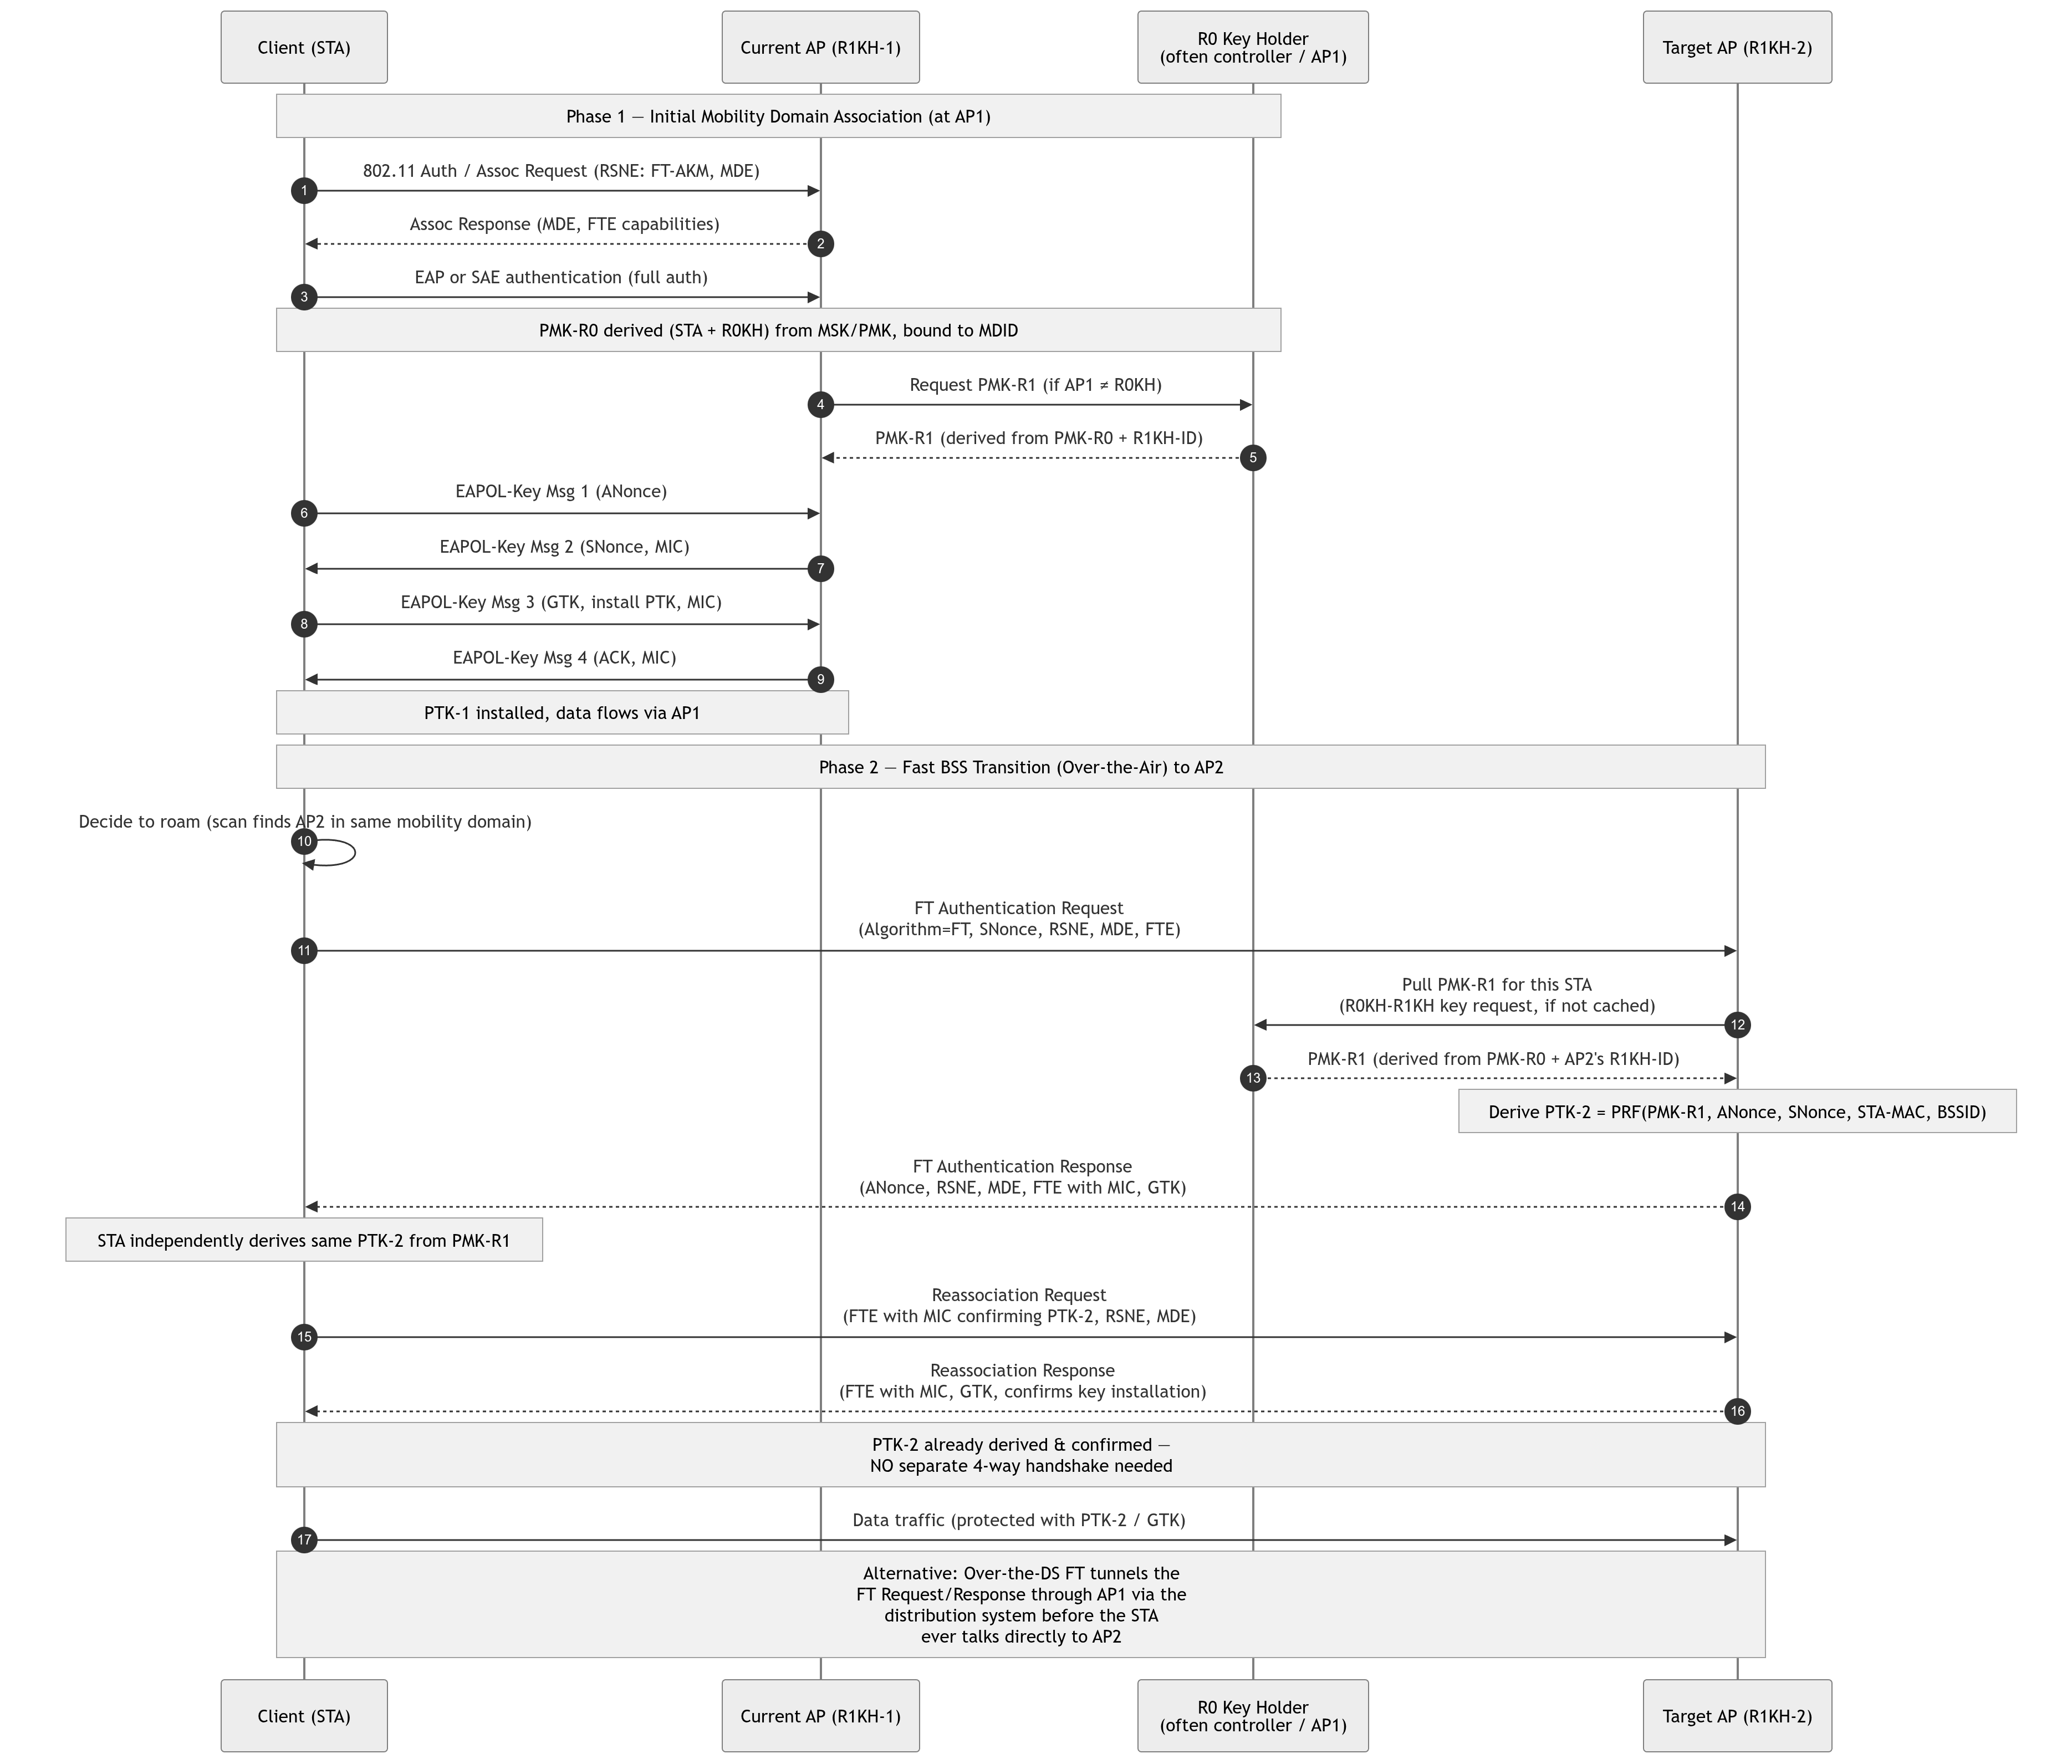 Client (STA)
Current AP (R1KH-1)
R0 Key Holder
(often controller / AP1)
Target AP (R1KH-2)
Phase 1 — Initial Mobility Domain Association (at AP1)
802.11 Auth / Assoc Request (RSNE: FT-AKM, MDE)
1
Assoc Response (MDE, FTE capabilities)
2
EAP or SAE authentication (full auth)
3
PMK-R0 derived (STA + R0KH) from MSK/PMK, bound to MDID
Request PMK-R1 (if AP1 ≠ R0KH)
4
PMK-R1 (derived from PMK-R0 + R1KH-ID)
5
EAPOL-Key Msg 1 (ANonce)
6
EAPOL-Key Msg 2 (SNonce, MIC)
7
EAPOL-Key Msg 3 (GTK, install PTK, MIC)
8
EAPOL-Key Msg 4 (ACK, MIC)
9
PTK-1 installed, data flows via AP1
Phase 2 — Fast BSS Transition (Over-the-Air) to AP2
Decide to roam (scan finds AP2 in same mobility domain)
10
FT Authentication Request
(Algorithm=FT, SNonce, RSNE, MDE, FTE)
11
Pull PMK-R1 for this STA
(R0KH-R1KH key request, if not cached)
12
PMK-R1 (derived from PMK-R0 + AP2's R1KH-ID)
13
Derive PTK-2 = PRF(PMK-R1, ANonce, SNonce, STA-MAC, BSSID)
FT Authentication Response
(ANonce, RSNE, MDE, FTE with MIC, GTK)
14
STA independently derives same PTK-2 from PMK-R1
Reassociation Request
(FTE with MIC confirming PTK-2, RSNE, MDE)
15
Reassociation Response
(FTE with MIC, GTK, confirms key installation)
16
PTK-2 already derived & confirmed —
NO separate 4-way handshake needed
Data traffic (protected with PTK-2 / GTK)
17
Alternative: Over-the-DS FT tunnels the
FT Request/Response through AP1 via the
distribution system before the STA
ever talks directly to AP2
Client (STA)
Current AP (R1KH-1)
R0 Key Holder
(often controller / AP1)
Target AP (R1KH-2)